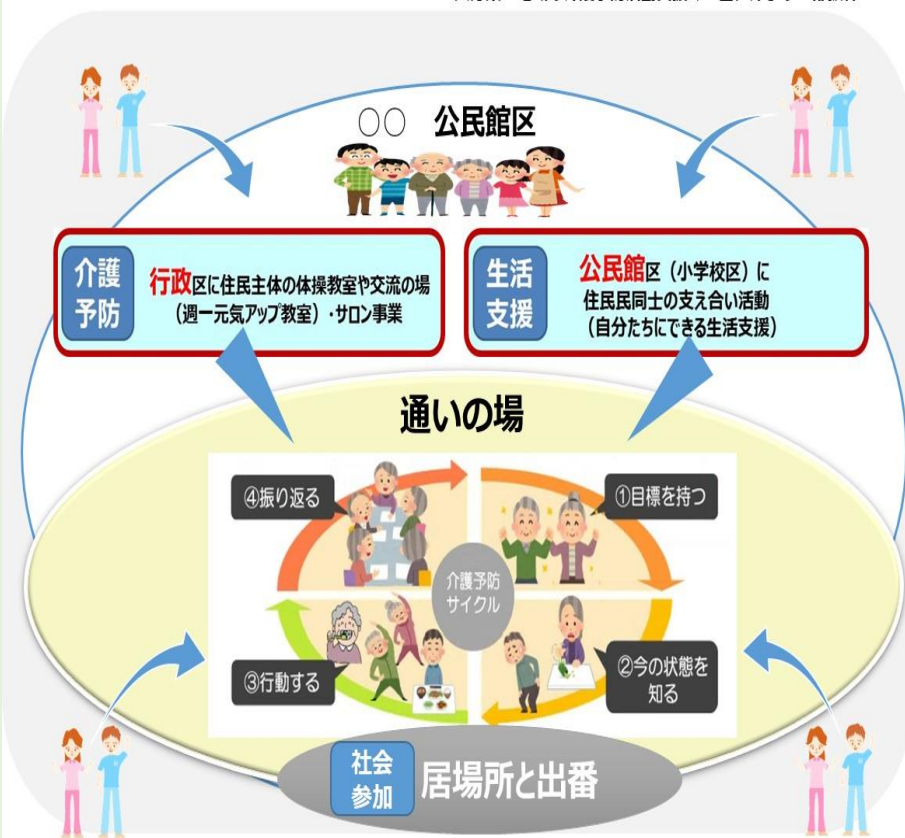 ○○ 公民館区
介護
予防
行政区に住民主体の体操教室や交流の場
(週一元気アップ教室)・サロン事業
生活
支援
公民館区(小学校区)に
住民民同士の支え合い活動
(自分たちにできる生活支援)
通いの場
④振り返る
①目標を持つ
介護予防
サイクル
③行動する
②今の状態を
知る
社会
参加
居場所と出番